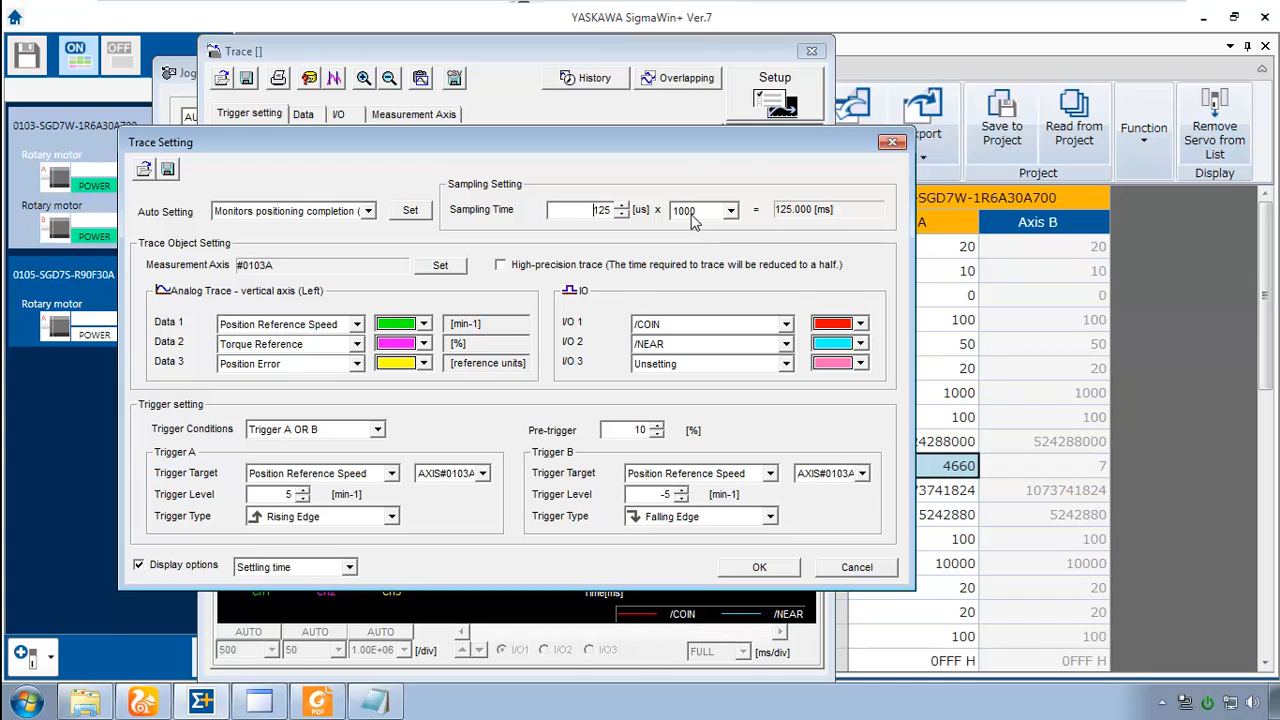 YASKAWA SigmaWin+ Ver.7
ON
OFF
Trace []
Jog
AU
History
Overlapping
Setup
Trigger setting
Data
I/O
Measurement Axis
CSV
0103-SGD7W-1R6A30A700
Rotary motor
A
POWER
Rotary motor
B
POWER
0105-SGD7S-R90F30A
Rotary motor
A
POWER
Save to Project
Read from Project
Function
Remove Servo from List
Project
Display
Trace Setting
Auto Setting
Monitors positioning completion (
Set
Sampling Setting
Sampling Time
125
[us] x
1000
=
125.000 [ms]
Trace Object Setting
Measurement Axis
#0103A
Set
High-precision trace (The time required to trace will be reduced to a half.)
Analog Trace - vertical axis (Left)
Data 1
Position Reference Speed
[min-1]
Data 2
Torque Reference
[%]
Data 3
Position Error
[reference units]
IO
I/O 1
/COIN
I/O 2
/NEAR
I/O 3
Unsetting
Trigger setting
Trigger Conditions
Trigger A OR B
Pre-trigger
10
[%]
Trigger A
Trigger Target
Position Reference Speed
AXIS#0103A
Trigger Level
5
[min-1]
Trigger Type
Rising Edge
Trigger B
Trigger Target
Position Reference Speed
AXIS#0103A
Trigger Level
-5
[min-1]
Trigger Type
Falling Edge
Display options
Settling time
OK
Cancel
-SGD7W-1R6A30A700
A
Axis B
20
20
10
10
0
0
100
100
50
50
20
20
1000
1000
100
100
524288000
524288000
4660
7
1073741824
1073741824
5242880
5242880
100
100
10000
10000
20
20
20
20
100
100
0FFF H
0FFF H
Time[ms]
/COIN
/NEAR
AUTO
AUTO
AUTO
500
50
1.00E+06
[/div]
I/O1
I/O2
I/O3
FULL
[ms/div]
PDF